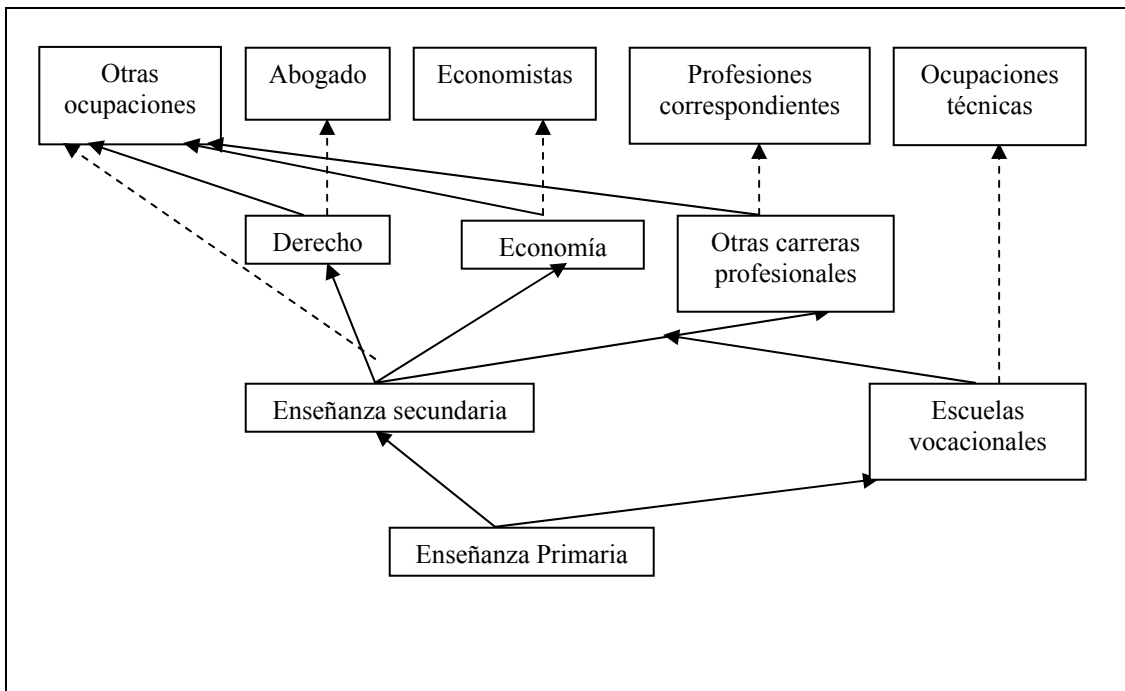 Otras
ocupaciones
Abogado
Economistas
Profesiones
correspondientes
Ocupaciones
técnicas
Derecho
Economía
Otras carreras
profesionales
Enseñanza secundaria
Escuelas
vocacionales
Enseñanza Primaria